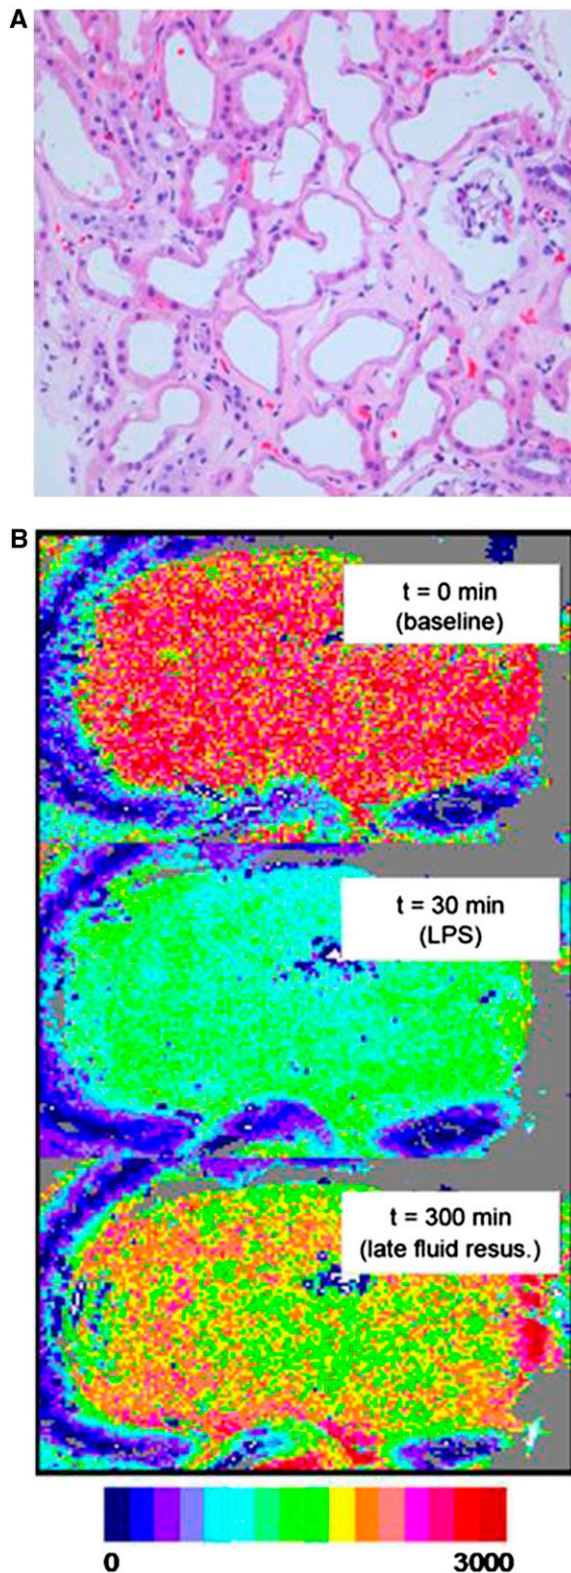 A
B
t = 0 min
(baseline)
t = 30 min
(LPS)
t = 300 min
(late fluid resus.)
0 3000